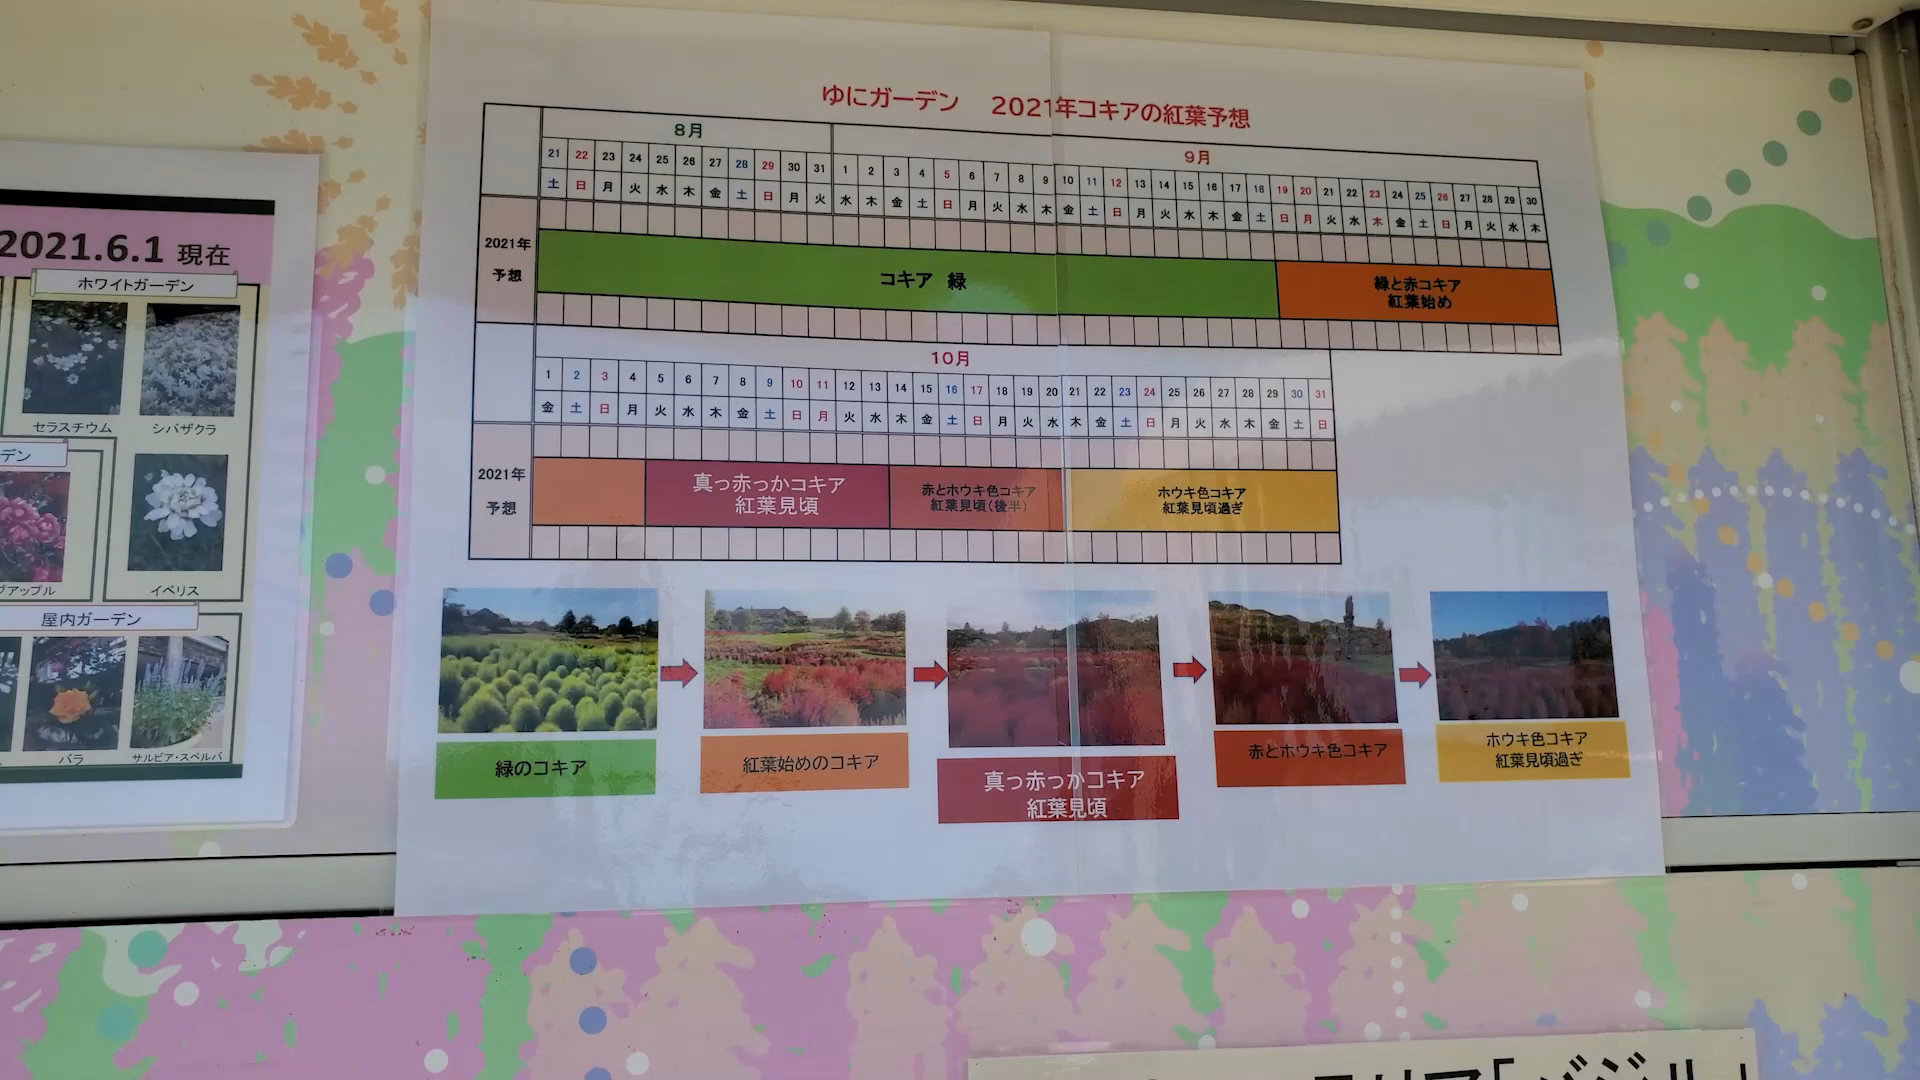 ゆにガーデン 2021年コキアの紅葉予想
8月 9月
21 22 23 24 25 26 27 28 29 30 31 1 2 3 4 5 6 7 8 9 10 11 12 13 14 15 16 17 18 19 20 21 22 23 24 25 26 27 28 29 30
土 日 月 火 水 木 金 土 日 月 火 水 木 金 土 日 月 火 水 木 金 土 日 月 火 水 木 金 土 日 月 火 水 木 金 土 日 月 火 水 木
2021年
予想
コキア 緑
緑と赤コキア
紅葉始め
10月
1 2 3 4 5 6 7 8 9 10 11 12 13 14 15 16 17 18 19 20 21 22 23 24 25 26 27 28 29 30 31
金 土 日 月 火 水 木 金 土 日 月 火 水 木 金 土 日 月 火 水 木 金 土 日 月 火 水 木 金 土 日
2021年
予想
真っ赤っかコキア
紅葉見頃
赤とホウキ色コキア
紅葉見頃(後半)
ホウキ色コキア
紅葉見頃過ぎ
緑のコキア
紅葉始めのコキア
真っ赤っかコキア
紅葉見頃
赤とホウキ色コキア
ホウキ色コキア
紅葉見頃過ぎ
2021.6.1 現在
ホワイトガーデン
セラスチウム
シバザクラ
デン
ブアップル
イベリス
屋内ガーデン
バラ
サルビア・スペルバ